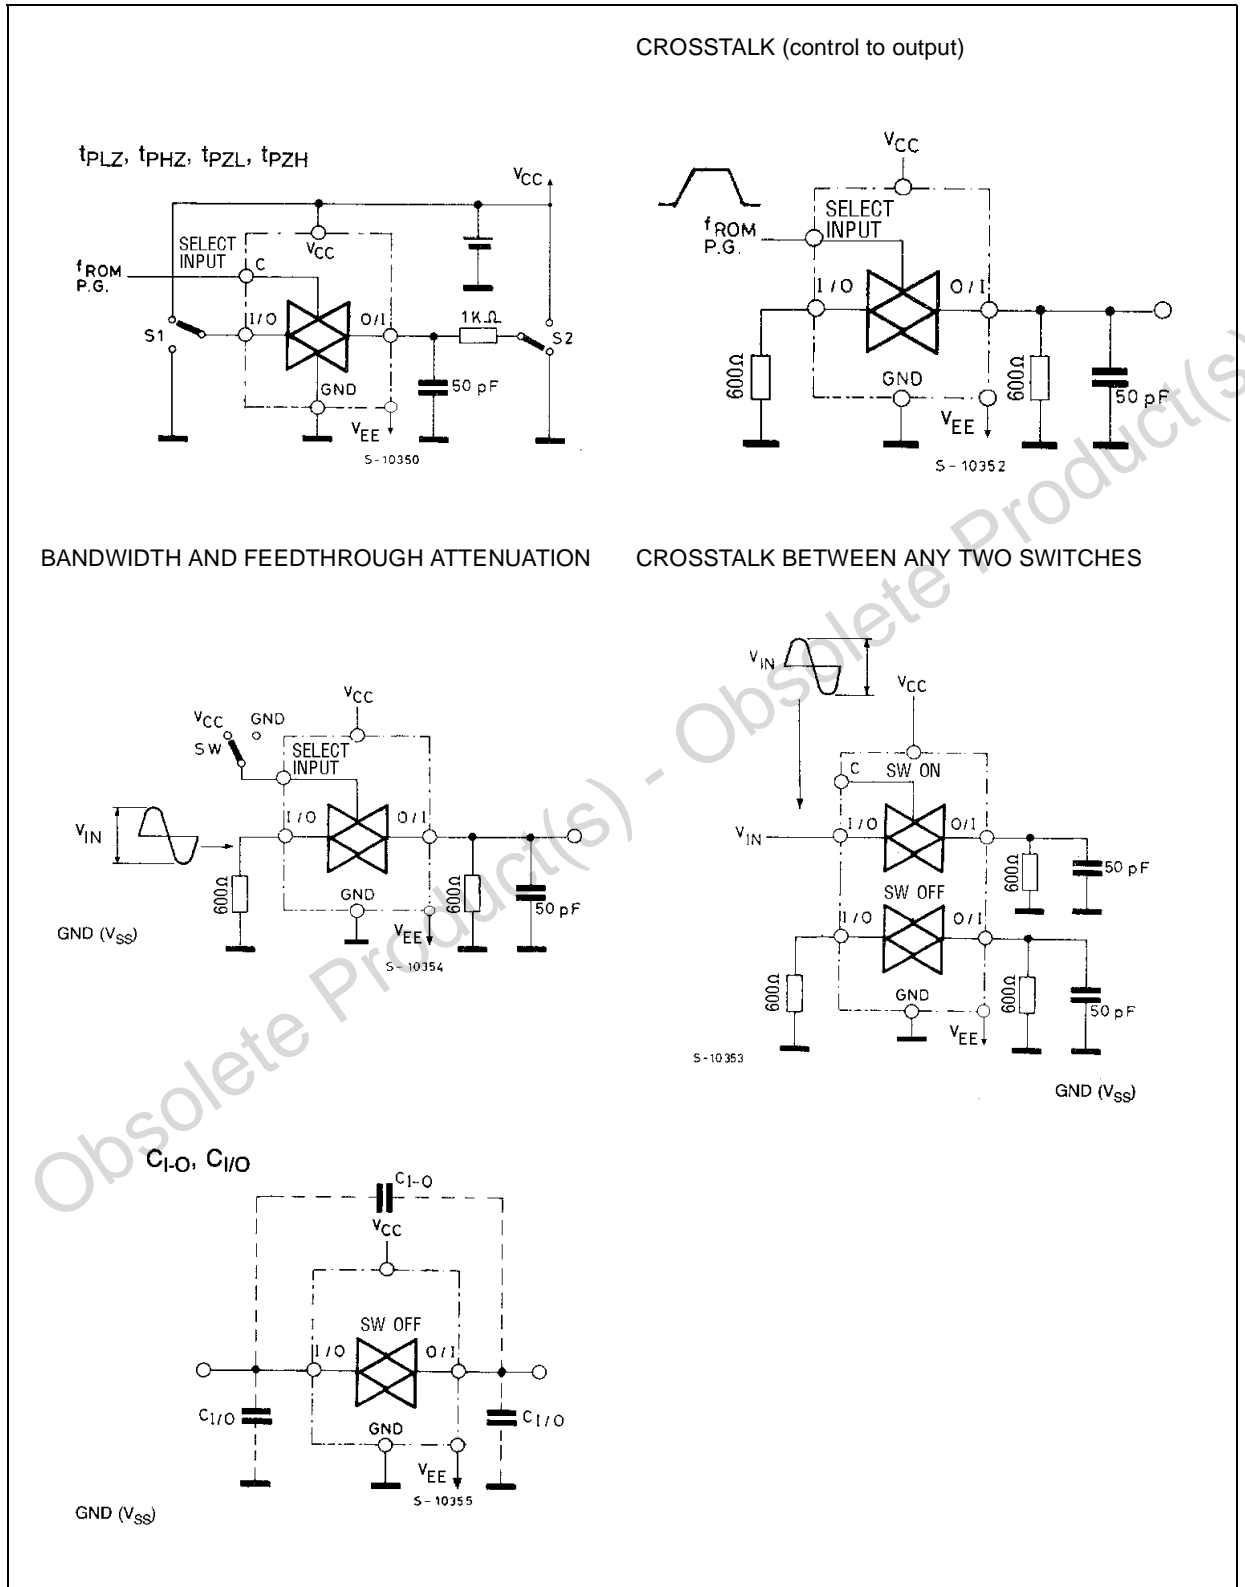 CROSSTALK (control to output)
tPLZ, tPHZ, tPZL, tPZH
VCC
SELECT
INPUT
VCC
fROM
P.G.
C
I/O
O/I
1KΩ
S1
S2
GND
50 pF
VEE
S-10350
VCC
SELECT
INPUT
fROM
P.G.
I/O
O/I
600Ω
GND
600Ω
50 pF
VEE
S-10352
BANDWIDTH AND FEEDTHROUGH ATTENUATION
CROSSTALK BETWEEN ANY TWO SWITCHES
VCC
VCC
GND
SW
SELECT
INPUT
VIN
I/O
O/I
600Ω
GND
600Ω
50 pF
GND (VSS)
VEE
S-10354
VIN
VCC
C
SW ON
VIN
I/O
O/I
600Ω
50 pF
SW OFF
I/O
O/I
600Ω
GND
600Ω
50 pF
VEE
S-10353
GND (VSS)
CI-O, CI/O
CI-O
VCC
SW OFF
I/O
O/I
CI/O
GND
CI/O
VEE
S-10355
GND (VSS)
Obsolete Product(s) - Obsolete Product(s)